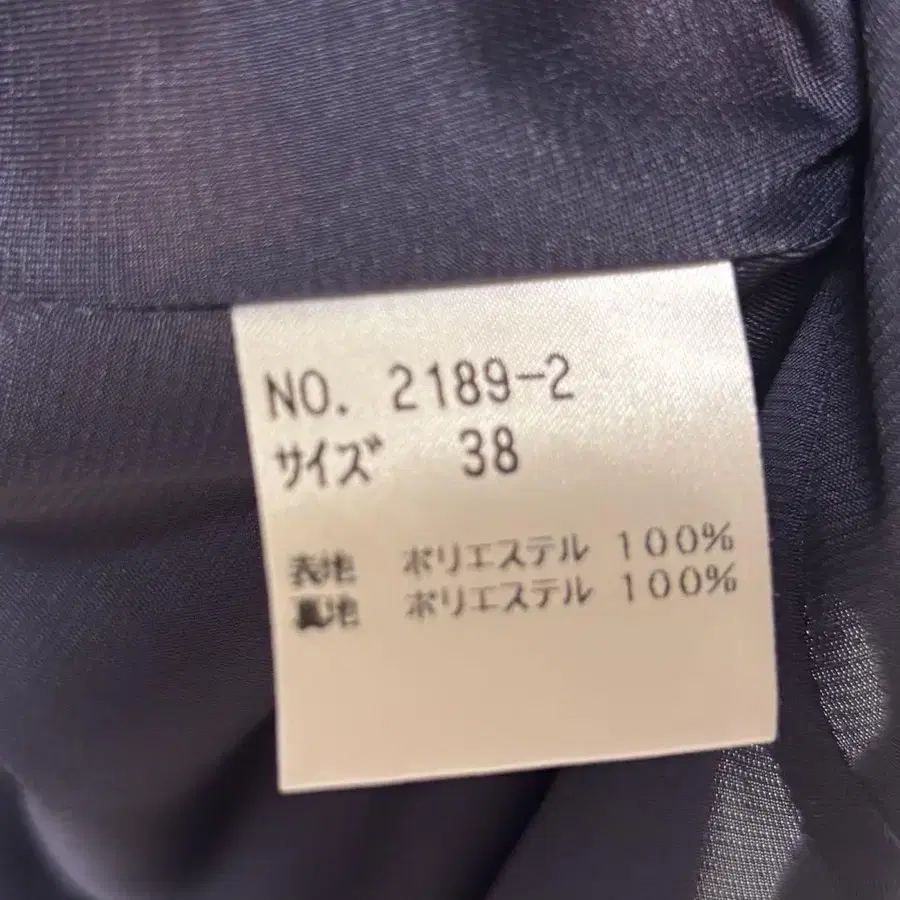 NO. 2189-2
サイズ 38
表地 ポリエステル 100%
裏地 ポリエステル 100%